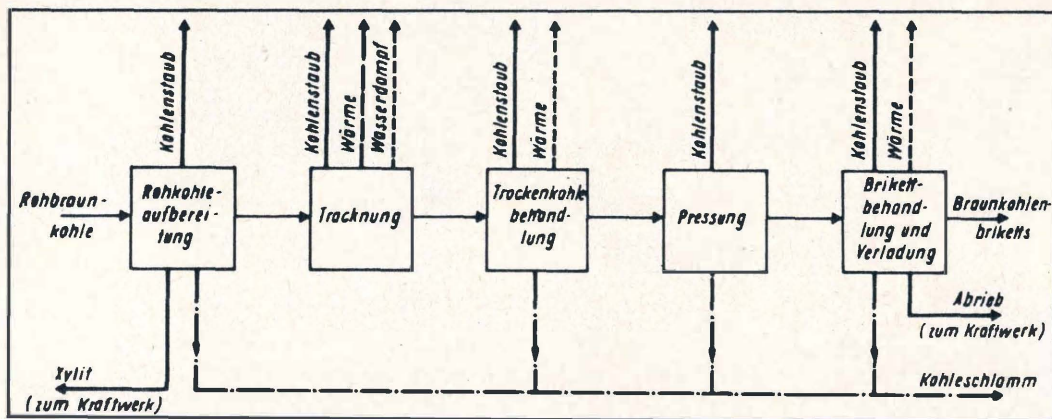 Kohlenstaub
Kohlenstaub
Wärme
Wasserdampf
Kohlenstaub
Wärme
Kohlenstaub
Kohlenstaub
Wärme
Rohbraun-
kohle
Rohkohle-
aufberei-
tung
Trocknung
Trockenkohle
behand-
lung
Pressung
Brikett-
behand-
lung und
Verladung
Braunkohlen-
briketts
Abrieb
(zum Kraftwerk)
Xylit
(zum Kraftwerk)
Kohleschlamm